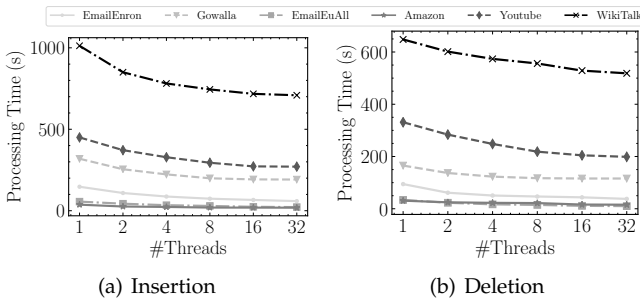 EmailEnron Gowalla EmailEuAll Amazon Youtube WikiTalk
Processing Time (s)
1000
500
0
1 2 4 8 16 32
#Threads
(a) Insertion
Processing Time (s)
600
400
200
0
1 2 4 8 16 32
#Threads
(b) Deletion